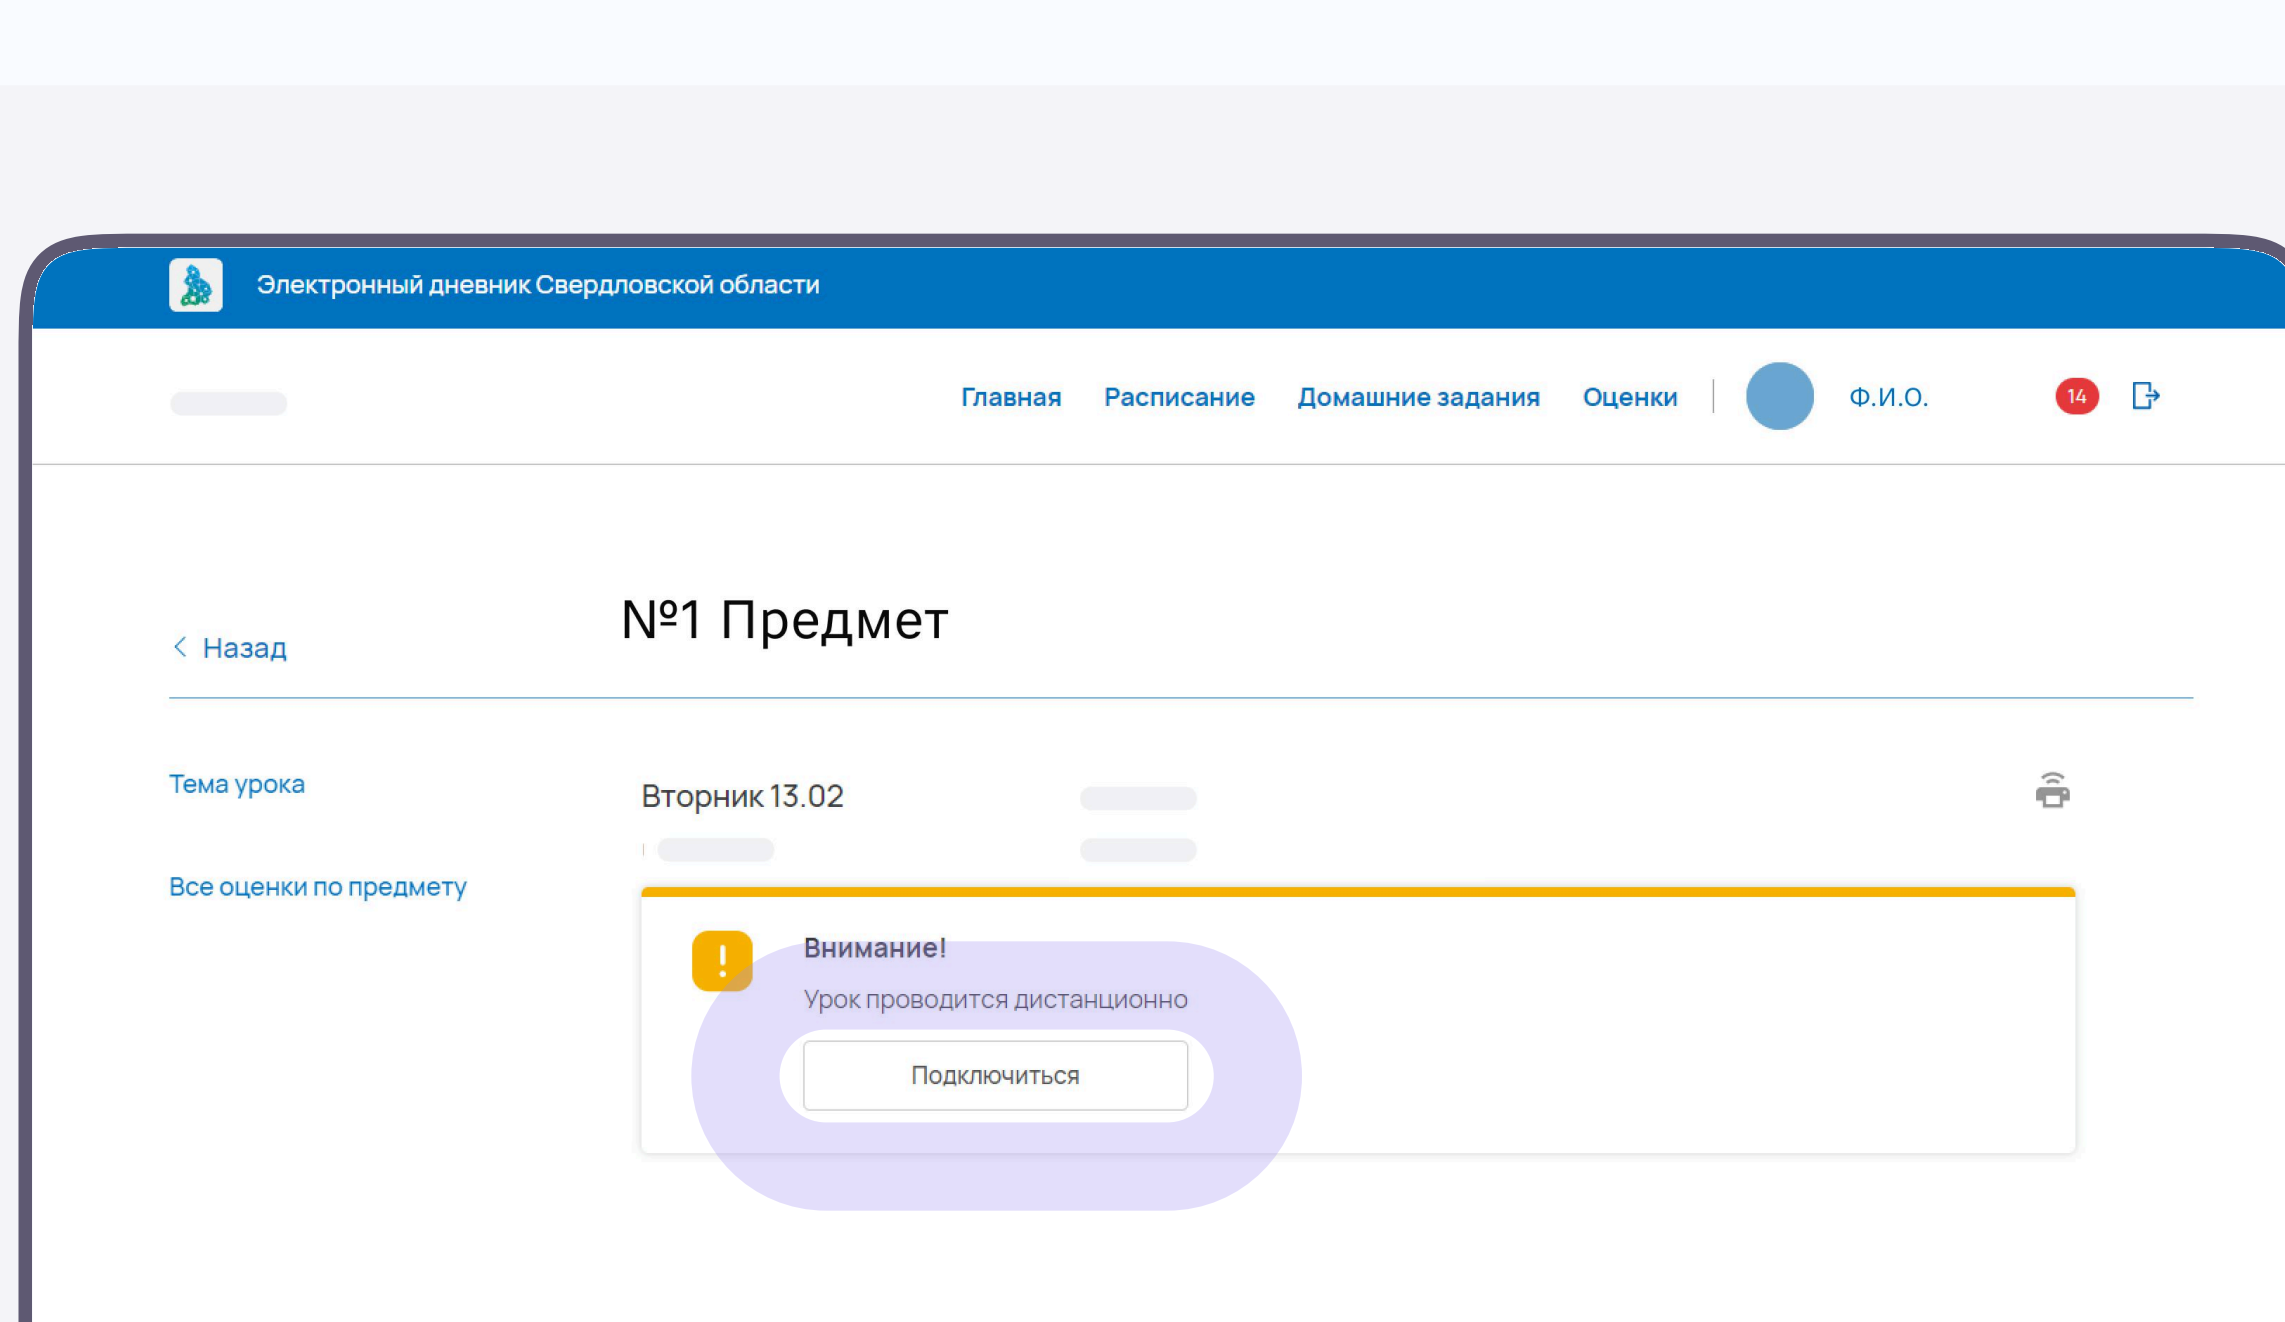 Электронный дневник Свердловской области
Главная Расписание Домашние задания Оценки Ф.И.О. 14
№1 Предмет
Назад
Тема урока
Вторник 13.02
Все оценки по предмету
Внимание!
Урок проводится дистанционно
Подключиться